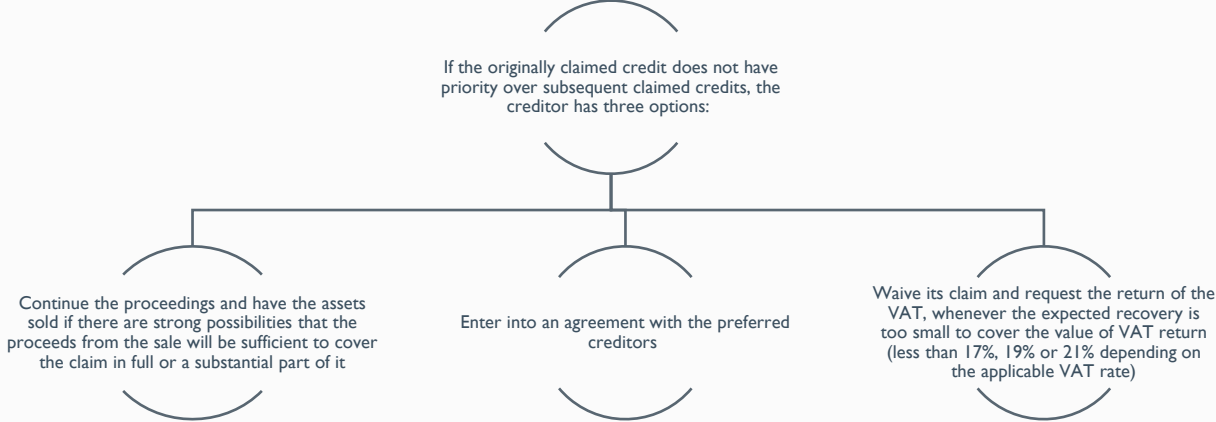 If the originally claimed credit does not have
priority over subsequent claimed credits, the
creditor has three options:
Continue the proceedings and have the assets
sold if there are strong possibilities that the
proceeds from the sale will be sufficient to cover
the claim in full or a substantial part of it
Enter into an agreement with the preferred
creditors
Waive its claim and request the return of the
VAT, whenever the expected recovery is
too small to cover the value of VAT return
(less than 17%, 19% or 21% depending on
the applicable VAT rate)